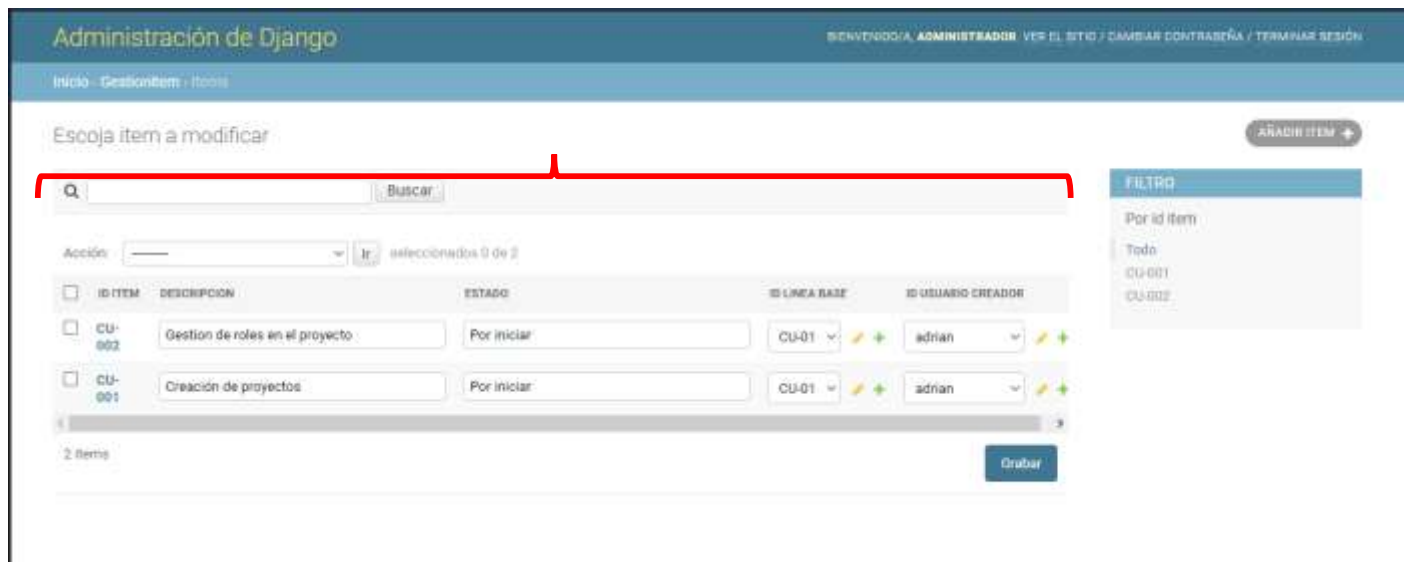 Administración de Django
BIENVENIDO/A, ADMINISTRADOR VER EL SITIO / CAMBIAR CONTRASEÑA / TERMINAR SESIÓN
Inicio › Gestionitem › Items
Escoja item a modificar
AÑADIR ITEM +
Buscar
FILTRO
Por id item
Todo
CU-001
CU-002
Acción: --------- Ir seleccionados 0 de 2
ID ITEM DESCRIPCION ESTADO ID LINEA BASE ID USUARIO CREADOR
CU-002 Gestion de roles en el proyecto Por iniciar CU-01 adrian
CU-001 Creación de proyectos Por iniciar CU-01 adrian
2 items
Grabar